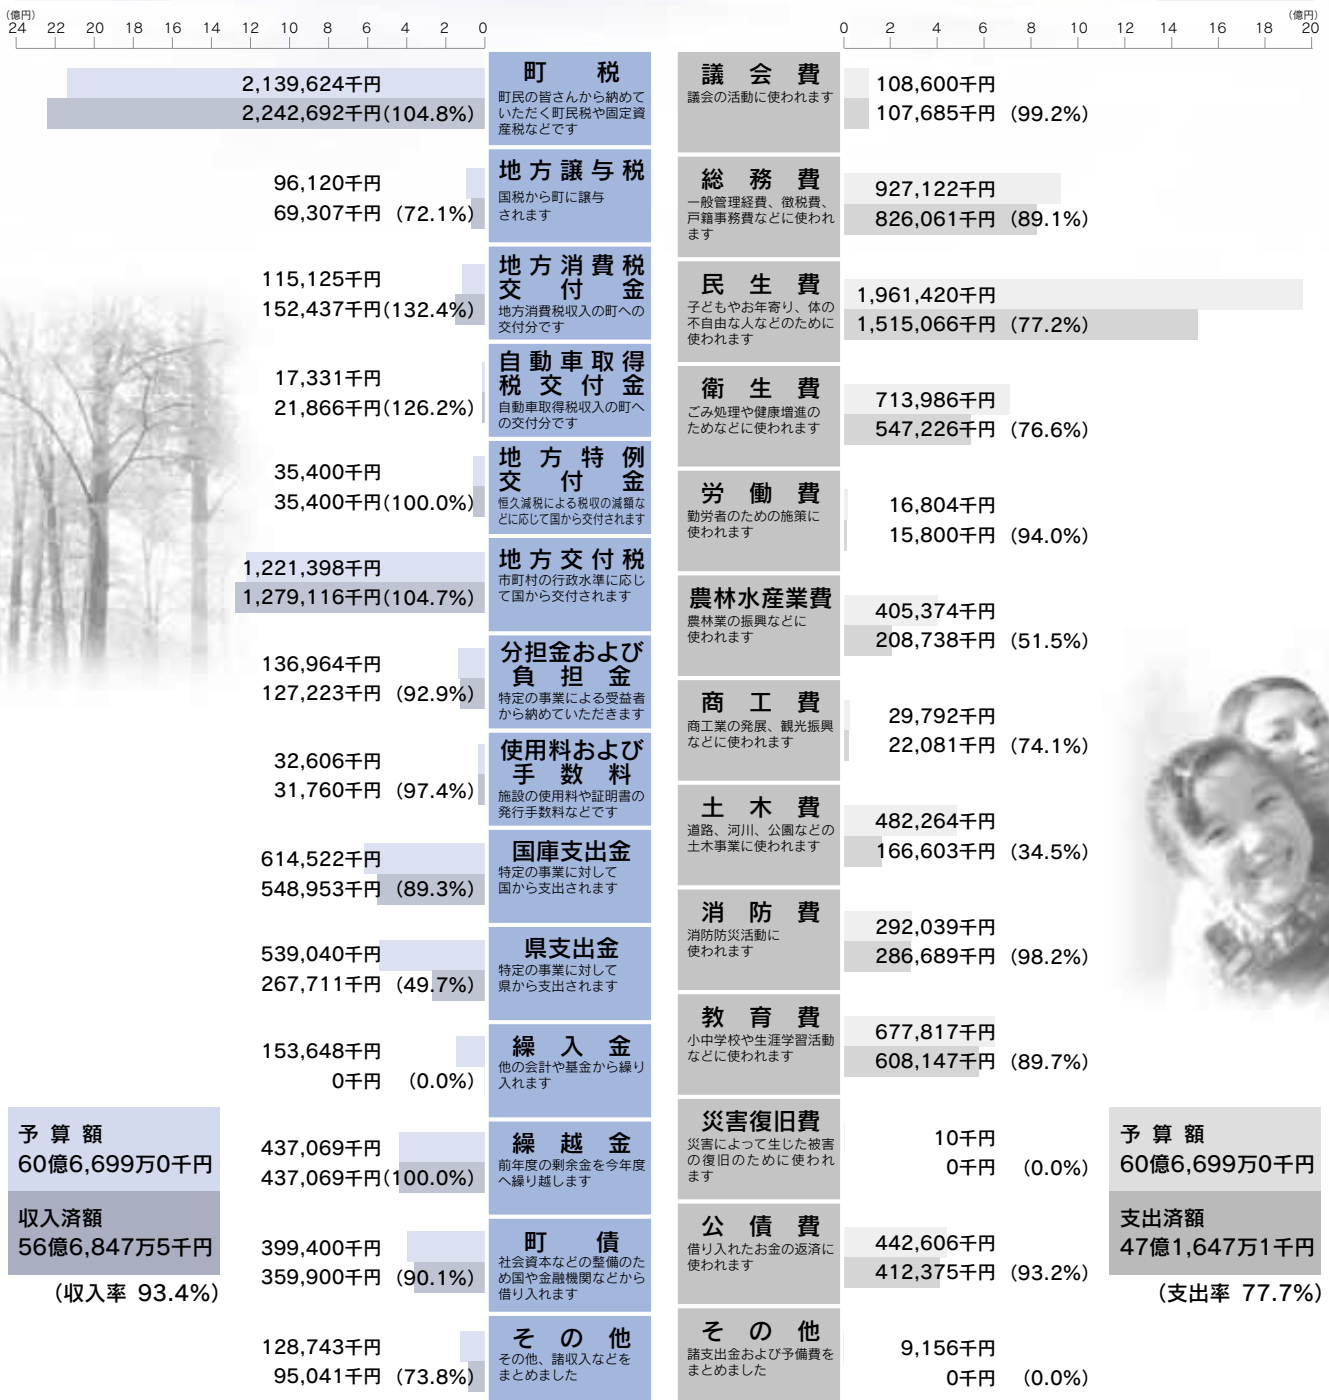 (億円)
24 22 20 18 16 14 12 10 8 6 4 2 0
2,139,624千円
2,242,692千円(104.8%)
町税
町民の皆さんから納めて
いただく町民税や固定資
産税などです
96,120千円
69,307千円 (72.1%)
地方譲与税
国税から町に譲与
されます
115,125千円
152,437千円(132.4%)
地方消費税
交付金
地方消費税収入の町への
交付分です
17,331千円
21,866千円(126.2%)
自動車取得
税交付金
自動車取得税収入の町へ
の交付分です
35,400千円
35,400千円(100.0%)
地方特例
交付金
恒久減税による税収の減額な
どに応じて国から交付されます
1,221,398千円
1,279,116千円(104.7%)
地方交付税
市町村の行政水準に応じ
て国から交付されます
136,964千円
127,223千円 (92.9%)
分担金および
負担金
特定の事業による受益者
から納めていただきます
32,606千円
31,760千円 (97.4%)
使用料および
手数料
施設の使用料や証明書の
発行手数料などです
614,522千円
548,953千円 (89.3%)
国庫支出金
特定の事業に対して
国から支出されます
539,040千円
267,711千円 (49.7%)
県支出金
特定の事業に対して
県から支出されます
153,648千円
0千円 (0.0%)
繰入金
他の会計や基金から繰り
入れます
437,069千円
437,069千円(100.0%)
繰越金
前年度の剰余金を今年度
へ繰り越します
399,400千円
359,900千円 (90.1%)
町債
社会資本などの整備のた
め国や金融機関などから
借り入れます
128,743千円
95,041千円 (73.8%)
その他
その他、諸収入などを
まとめました
予算額
60億6,699万0千円
収入済額
56億6,847万5千円
(収入率 93.4%)
(億円)
0 2 4 6 8 10 12 14 16 18 20
議会費
議会の活動に使われます
108,600千円
107,685千円 (99.2%)
総務費
一般管理経費、徴税費、
戸籍事務費などに使われ
ます
927,122千円
826,061千円 (89.1%)
民生費
子どもやお年寄り、体の
不自由な人などのために
使われます
1,961,420千円
1,515,066千円 (77.2%)
衛生費
ごみ処理や健康増進の
ためなどに使われます
713,986千円
547,226千円 (76.6%)
労働費
勤労者のための施策に
使われます
16,804千円
15,800千円 (94.0%)
農林水産業費
農林業の振興などに
使われます
405,374千円
208,738千円 (51.5%)
商工費
商工業の発展、観光振興
などに使われます
29,792千円
22,081千円 (74.1%)
土木費
道路、河川、公園などの
土木事業に使われます
482,264千円
166,603千円 (34.5%)
消防費
消防防災活動に
使われます
292,039千円
286,689千円 (98.2%)
教育費
小中学校や生涯学習活動
などに使われます
677,817千円
608,147千円 (89.7%)
災害復旧費
災害によって生じた被害
の復旧のために使われ
ます
10千円
0千円 (0.0%)
公債費
借り入れたお金の返済に
使われます
442,606千円
412,375千円 (93.2%)
その他
諸支出金および予備費を
まとめました
9,156千円
0千円 (0.0%)
予算額
60億6,699万0千円
支出済額
47億1,647万1千円
(支出率 77.7%)